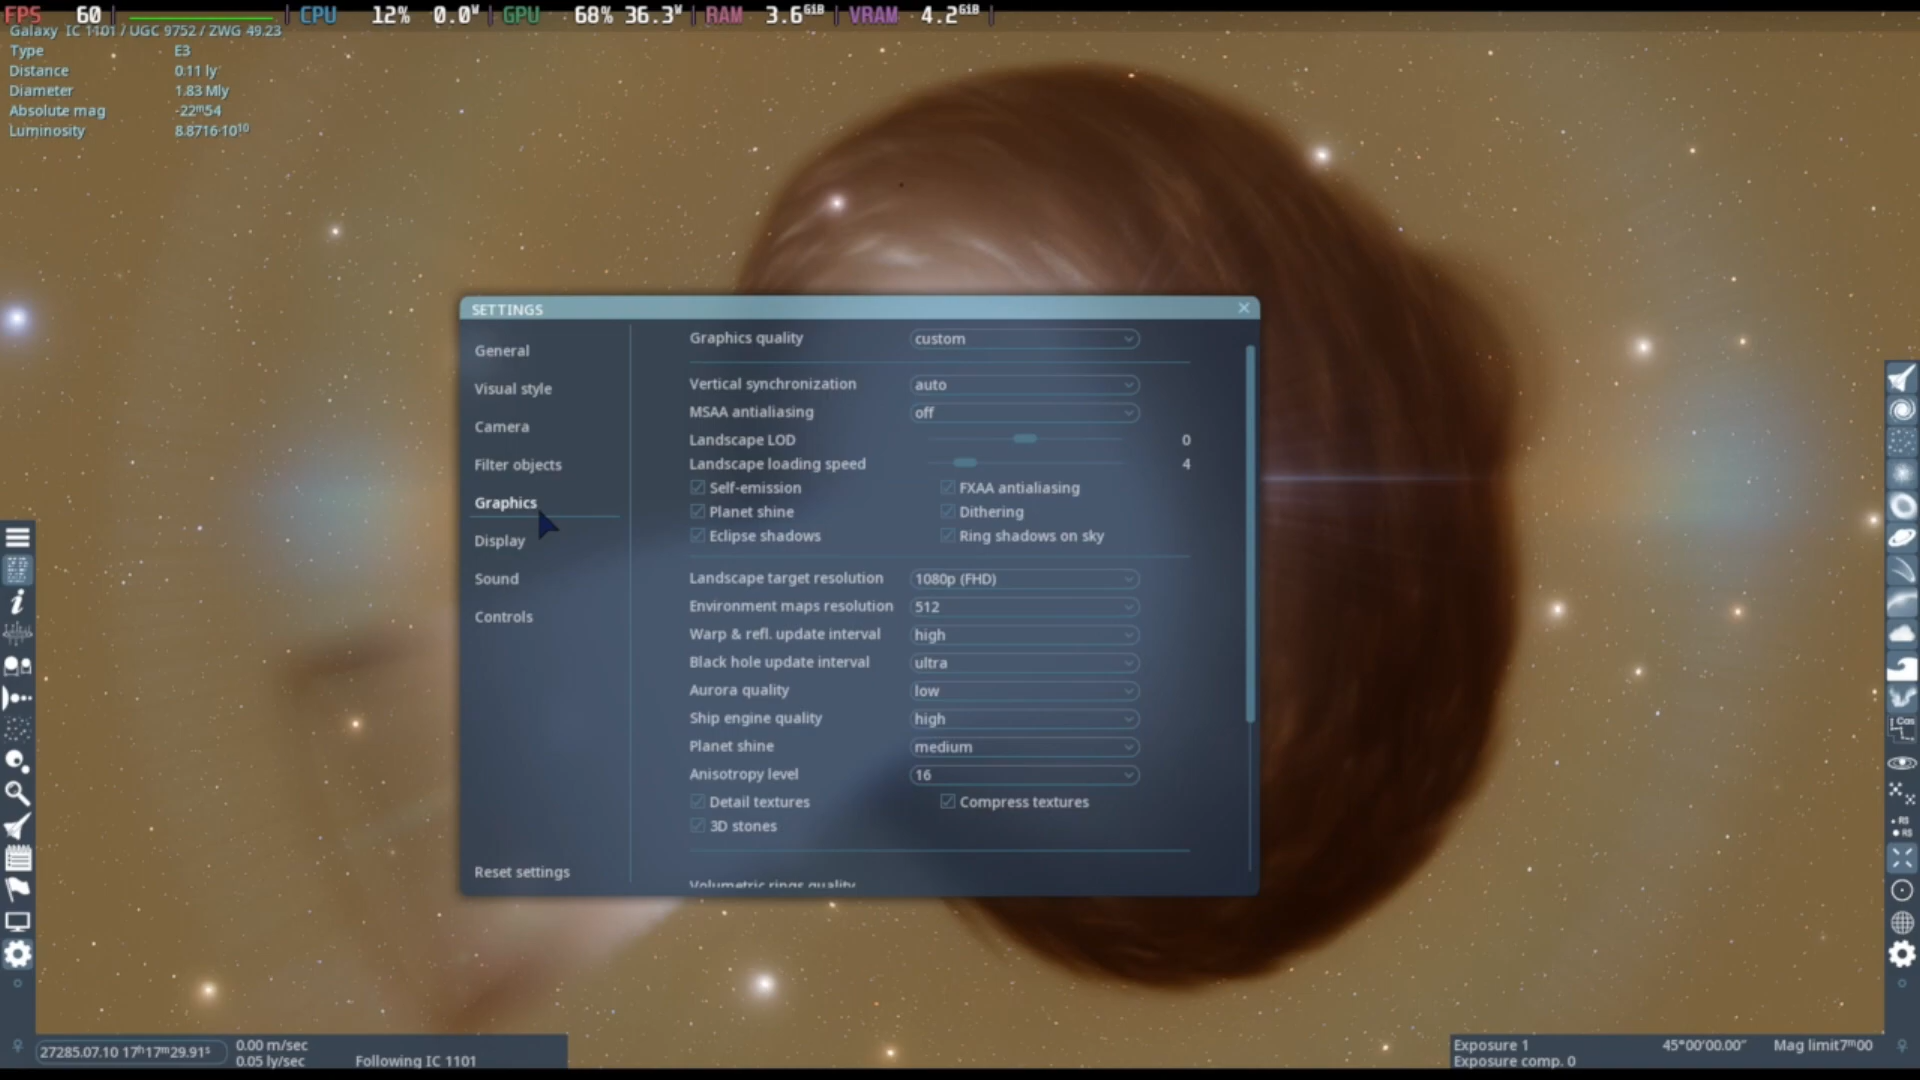 FPS 60 CPU 12% 0.0W GPU 68% 36.3W RAM 3.6GiB VRAM 4.2GiB
Galaxy IC 1101 / UGC 9752 / ZWG 49.23
Type E3
Distance 0.11 ly
Diameter 1.83 Mly
Absolute mag -22ᵐ54
Luminosity 8.8716·10¹⁰
SETTINGS
General
Visual style
Camera
Filter objects
Graphics
Display
Sound
Controls
Reset settings
Graphics quality custom
Vertical synchronization auto
MSAA antialiasing off
Landscape LOD 0
Landscape loading speed 4
Self-emission FXAA antialiasing
Planet shine Dithering
Eclipse shadows Ring shadows on sky
Landscape target resolution 1080p (FHD)
Environment maps resolution 512
Warp & refl. update interval high
Black hole update interval ultra
Aurora quality low
Ship engine quality high
Planet shine medium
Anisotropy level 16
Detail textures Compress textures
3D stones
Volumetric rings quality
Cas
RS
RS
27285.07.10 17ʰ17ᵐ29.91ˢ
0.00 m/sec
0.05 ly/sec Following IC 1101
Exposure 1 45°00'00.00" Mag limit7ᵐ00
Exposure comp. 0